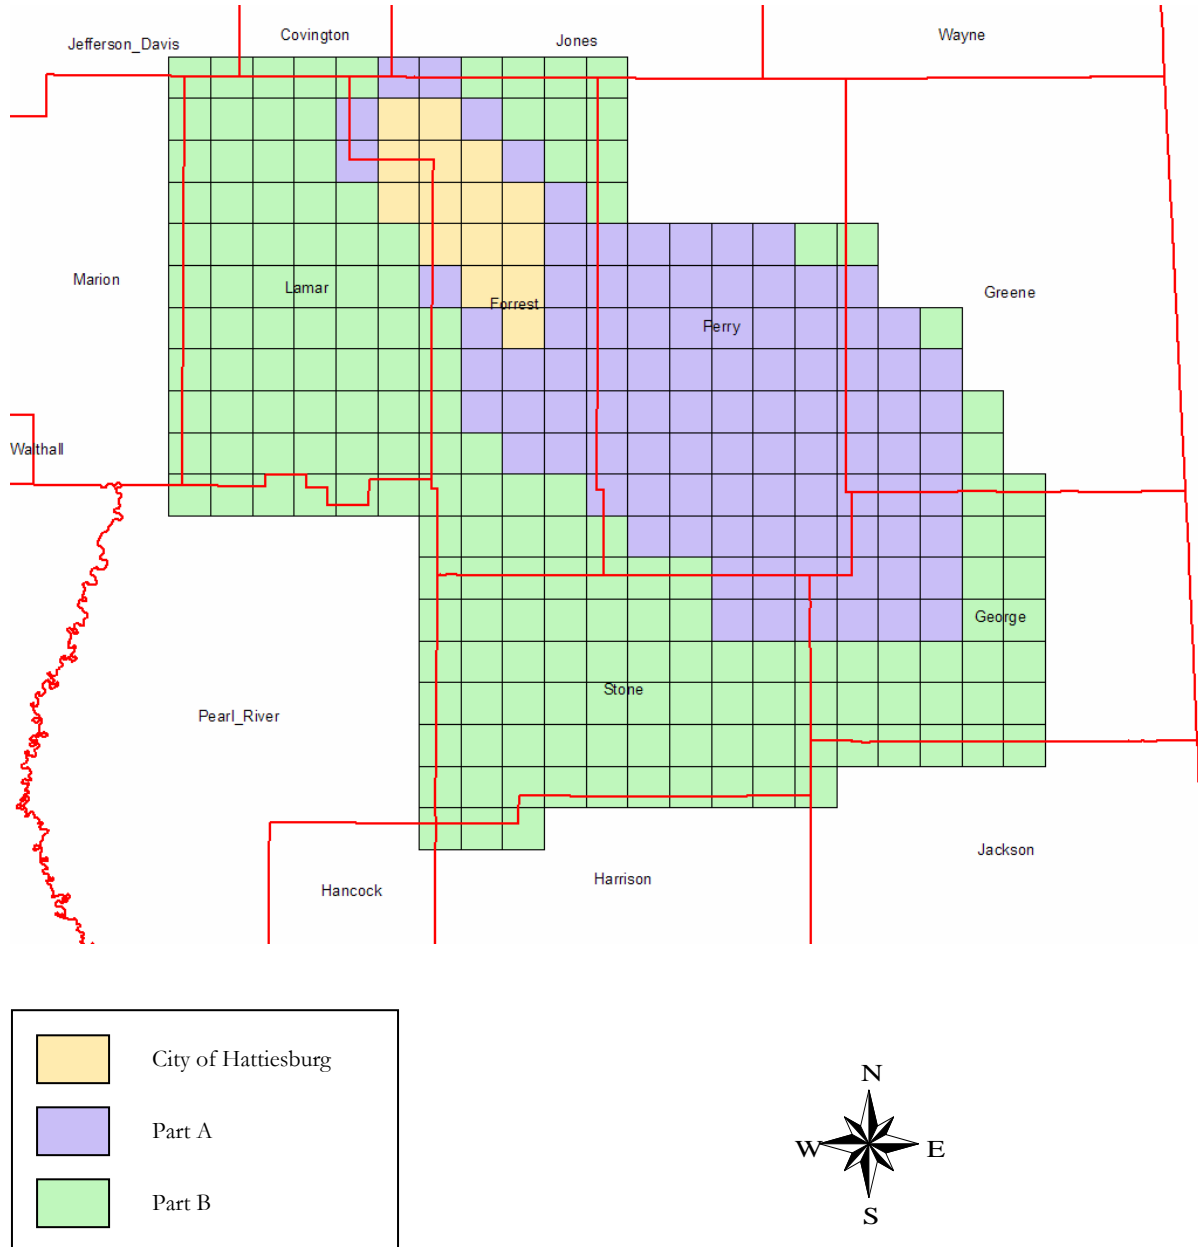 Jefferson_Davis
Covington
Jones
Wayne
Marion
Lamar
Forrest
Perry
Greene
Walthall
George
Stone
Pearl_River
Hancock
Harrison
Jackson
City of Hattiesburg
Part A
Part B
N
W
E
S